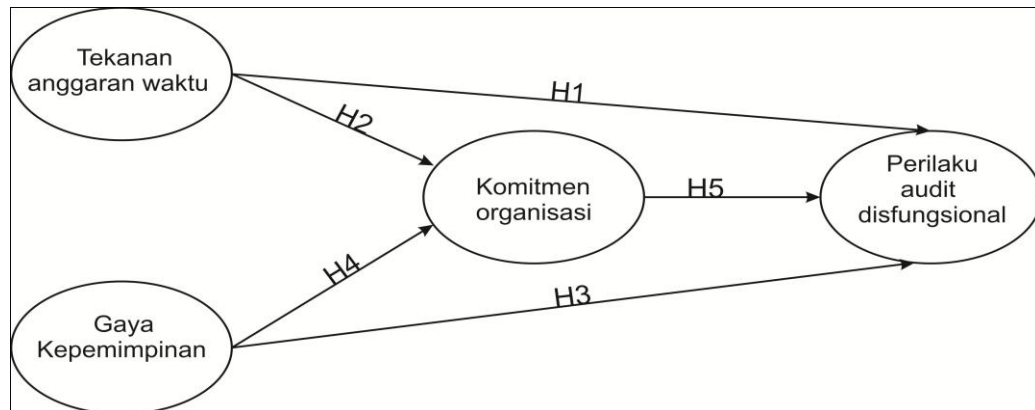 Tekanan
anggaran waktu
H1
H2
Komitmen
organisasi
H5
Perilaku
audit
disfungsional
H4
H3
Gaya
Kepemimpinan